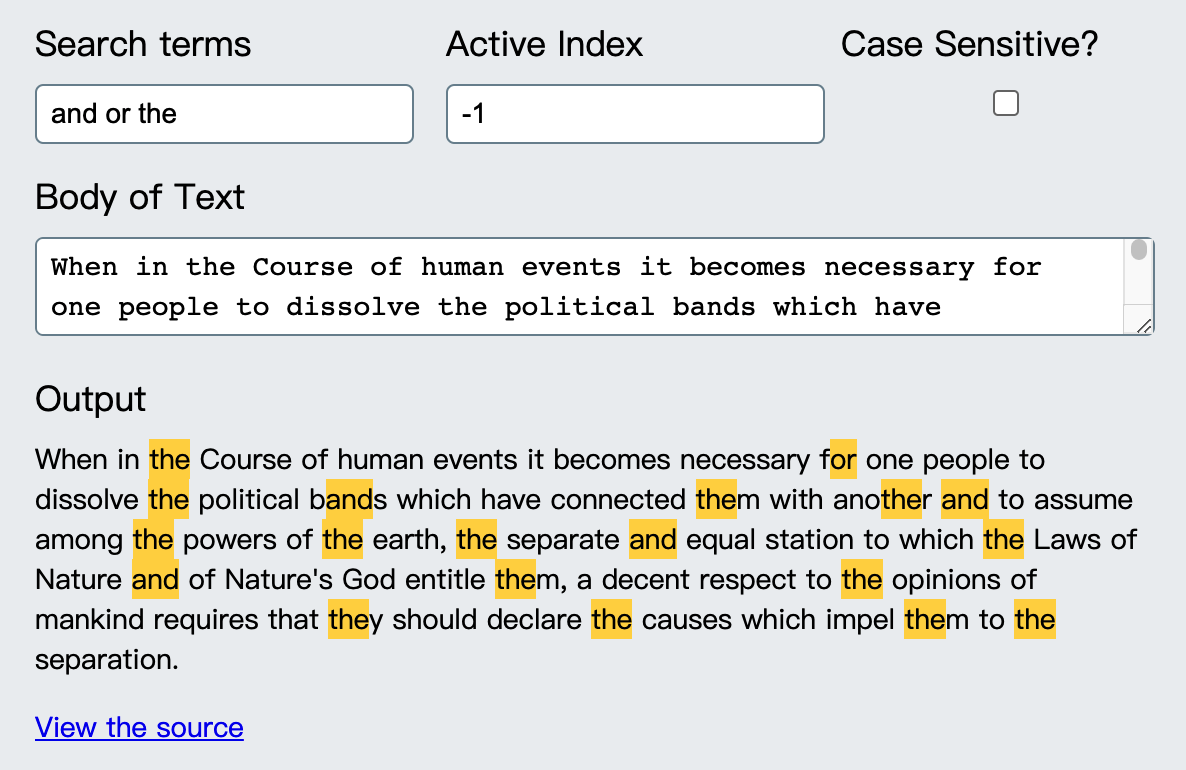 Search terms
Active Index
Case Sensitive?
and or the
-1
Body of Text
When in the Course of human events it becomes necessary for
one people to dissolve the political bands which have
Output
When in the Course of human events it becomes necessary for one people to
dissolve the political bands which have connected them with another and to assume
among the powers of the earth, the separate and equal station to which the Laws of
Nature and of Nature's God entitle them, a decent respect to the opinions of
mankind requires that they should declare the causes which impel them to the
separation.
View the source